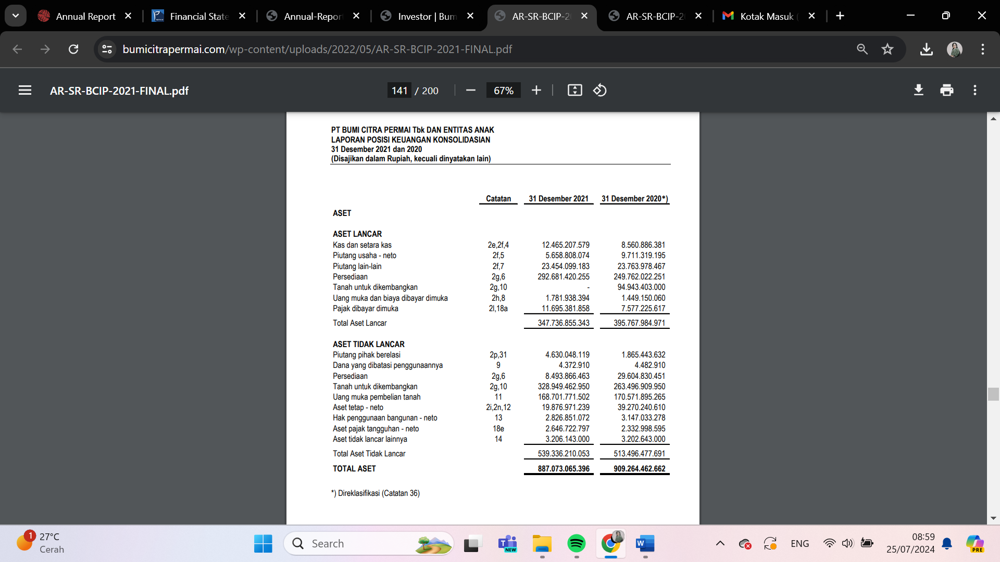 Annual Report
Financial State
Annual-Repor
Investor | Bum
AR-SR-BCIP-2
AR-SR-BCIP-2
Kotak Masuk (
bumicitrapermai.com/wp-content/uploads/2022/05/AR-SR-BCIP-2021-FINAL.pdf
AR-SR-BCIP-2021-FINAL.pdf
141 / 200
67%
PT BUMI CITRA PERMAI Tbk DAN ENTITAS ANAK
LAPORAN POSISI KEUANGAN KONSOLIDASIAN
31 Desember 2021 dan 2020
(Disajikan dalam Rupiah, kecuali dinyatakan lain)
Catatan 31 Desember 2021 31 Desember 2020*)
ASET
ASET LANCAR
Kas dan setara kas 2e,2f,4 12.465.207.579 8.560.886.381
Piutang usaha - neto 2f,5 5.658.808.074 9.711.319.195
Piutang lain-lain 2f,7 23.454.099.183 23.763.978.467
Persediaan 2g,6 292.681.420.255 249.762.022.251
Tanah untuk dikembangkan 2g,10 - 94.943.403.000
Uang muka dan biaya dibayar dimuka 2h,8 1.781.938.394 1.449.150.060
Pajak dibayar dimuka 2l,18a 11.695.381.858 7.577.225.617
Total Aset Lancar 347.736.855.343 395.767.984.971
ASET TIDAK LANCAR
Piutang pihak berelasi 2p,31 4.630.048.119 1.865.443.632
Dana yang dibatasi penggunaannya 9 4.372.910 4.482.910
Persediaan 2g,6 8.493.866.463 29.604.830.451
Tanah untuk dikembangkan 2g,10 328.949.462.950 263.496.909.950
Uang muka pembelian tanah 11 168.701.771.502 170.571.895.265
Aset tetap - neto 2i,2n,12 19.876.971.239 39.270.240.610
Hak penggunaan bangunan - neto 13 2.826.851.072 3.147.033.278
Aset pajak tangguhan - neto 18e 2.646.722.797 2.332.998.595
Aset tidak lancar lainnya 14 3.206.143.000 3.202.643.000
Total Aset Tidak Lancar 539.336.210.053 513.496.477.691
TOTAL ASET 887.073.065.396 909.264.462.662
*) Direklasifikasi (Catatan 36)
1
27°C
Cerah
Search
NEW
ENG
08:59
25/07/2024
PRE